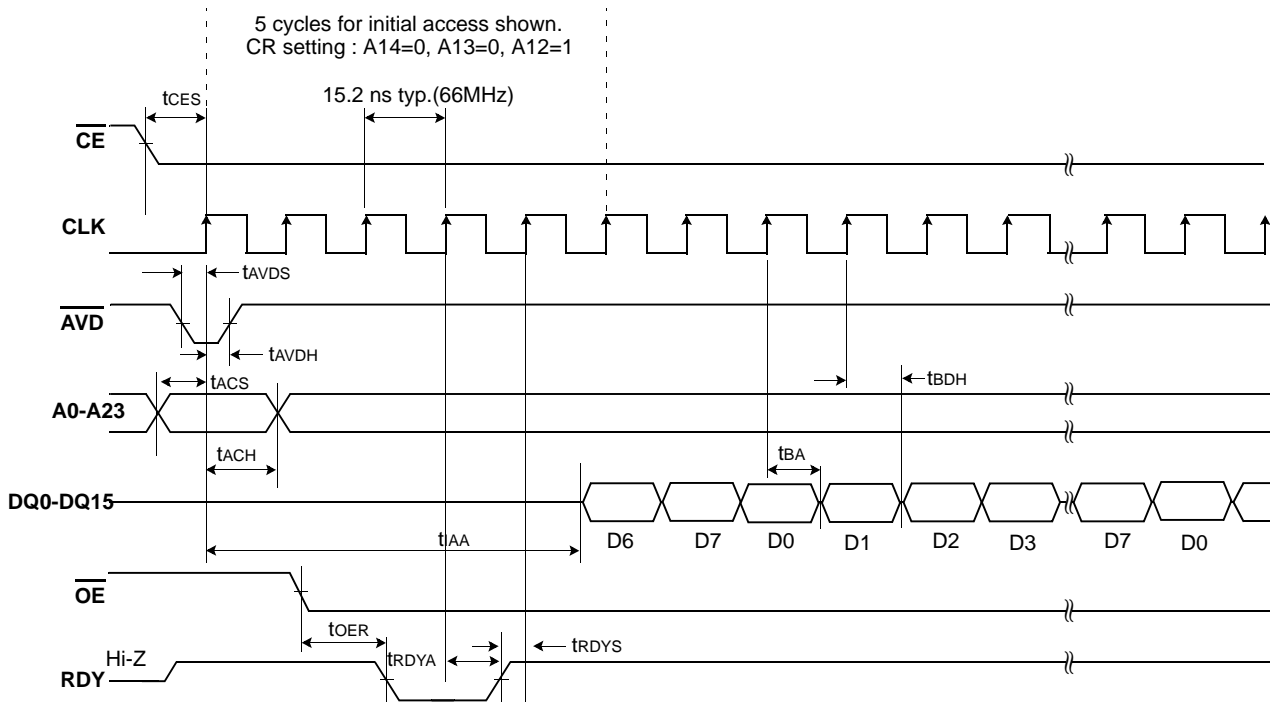 5 cycles for initial access shown.
CR setting : A14=0, A13=0, A12=1
15.2 ns typ.(66MHz)
tCES
CE
CLK
tAVDS
AVD
tAVDH
tACS
tBDH
A0-A23
tACH
tBA
DQ0-DQ15
tIAA
D6 D7 D0 D1 D2 D3 D7 D0
OE
tOER
tRDYS
Hi-Z
tRDYA
RDY